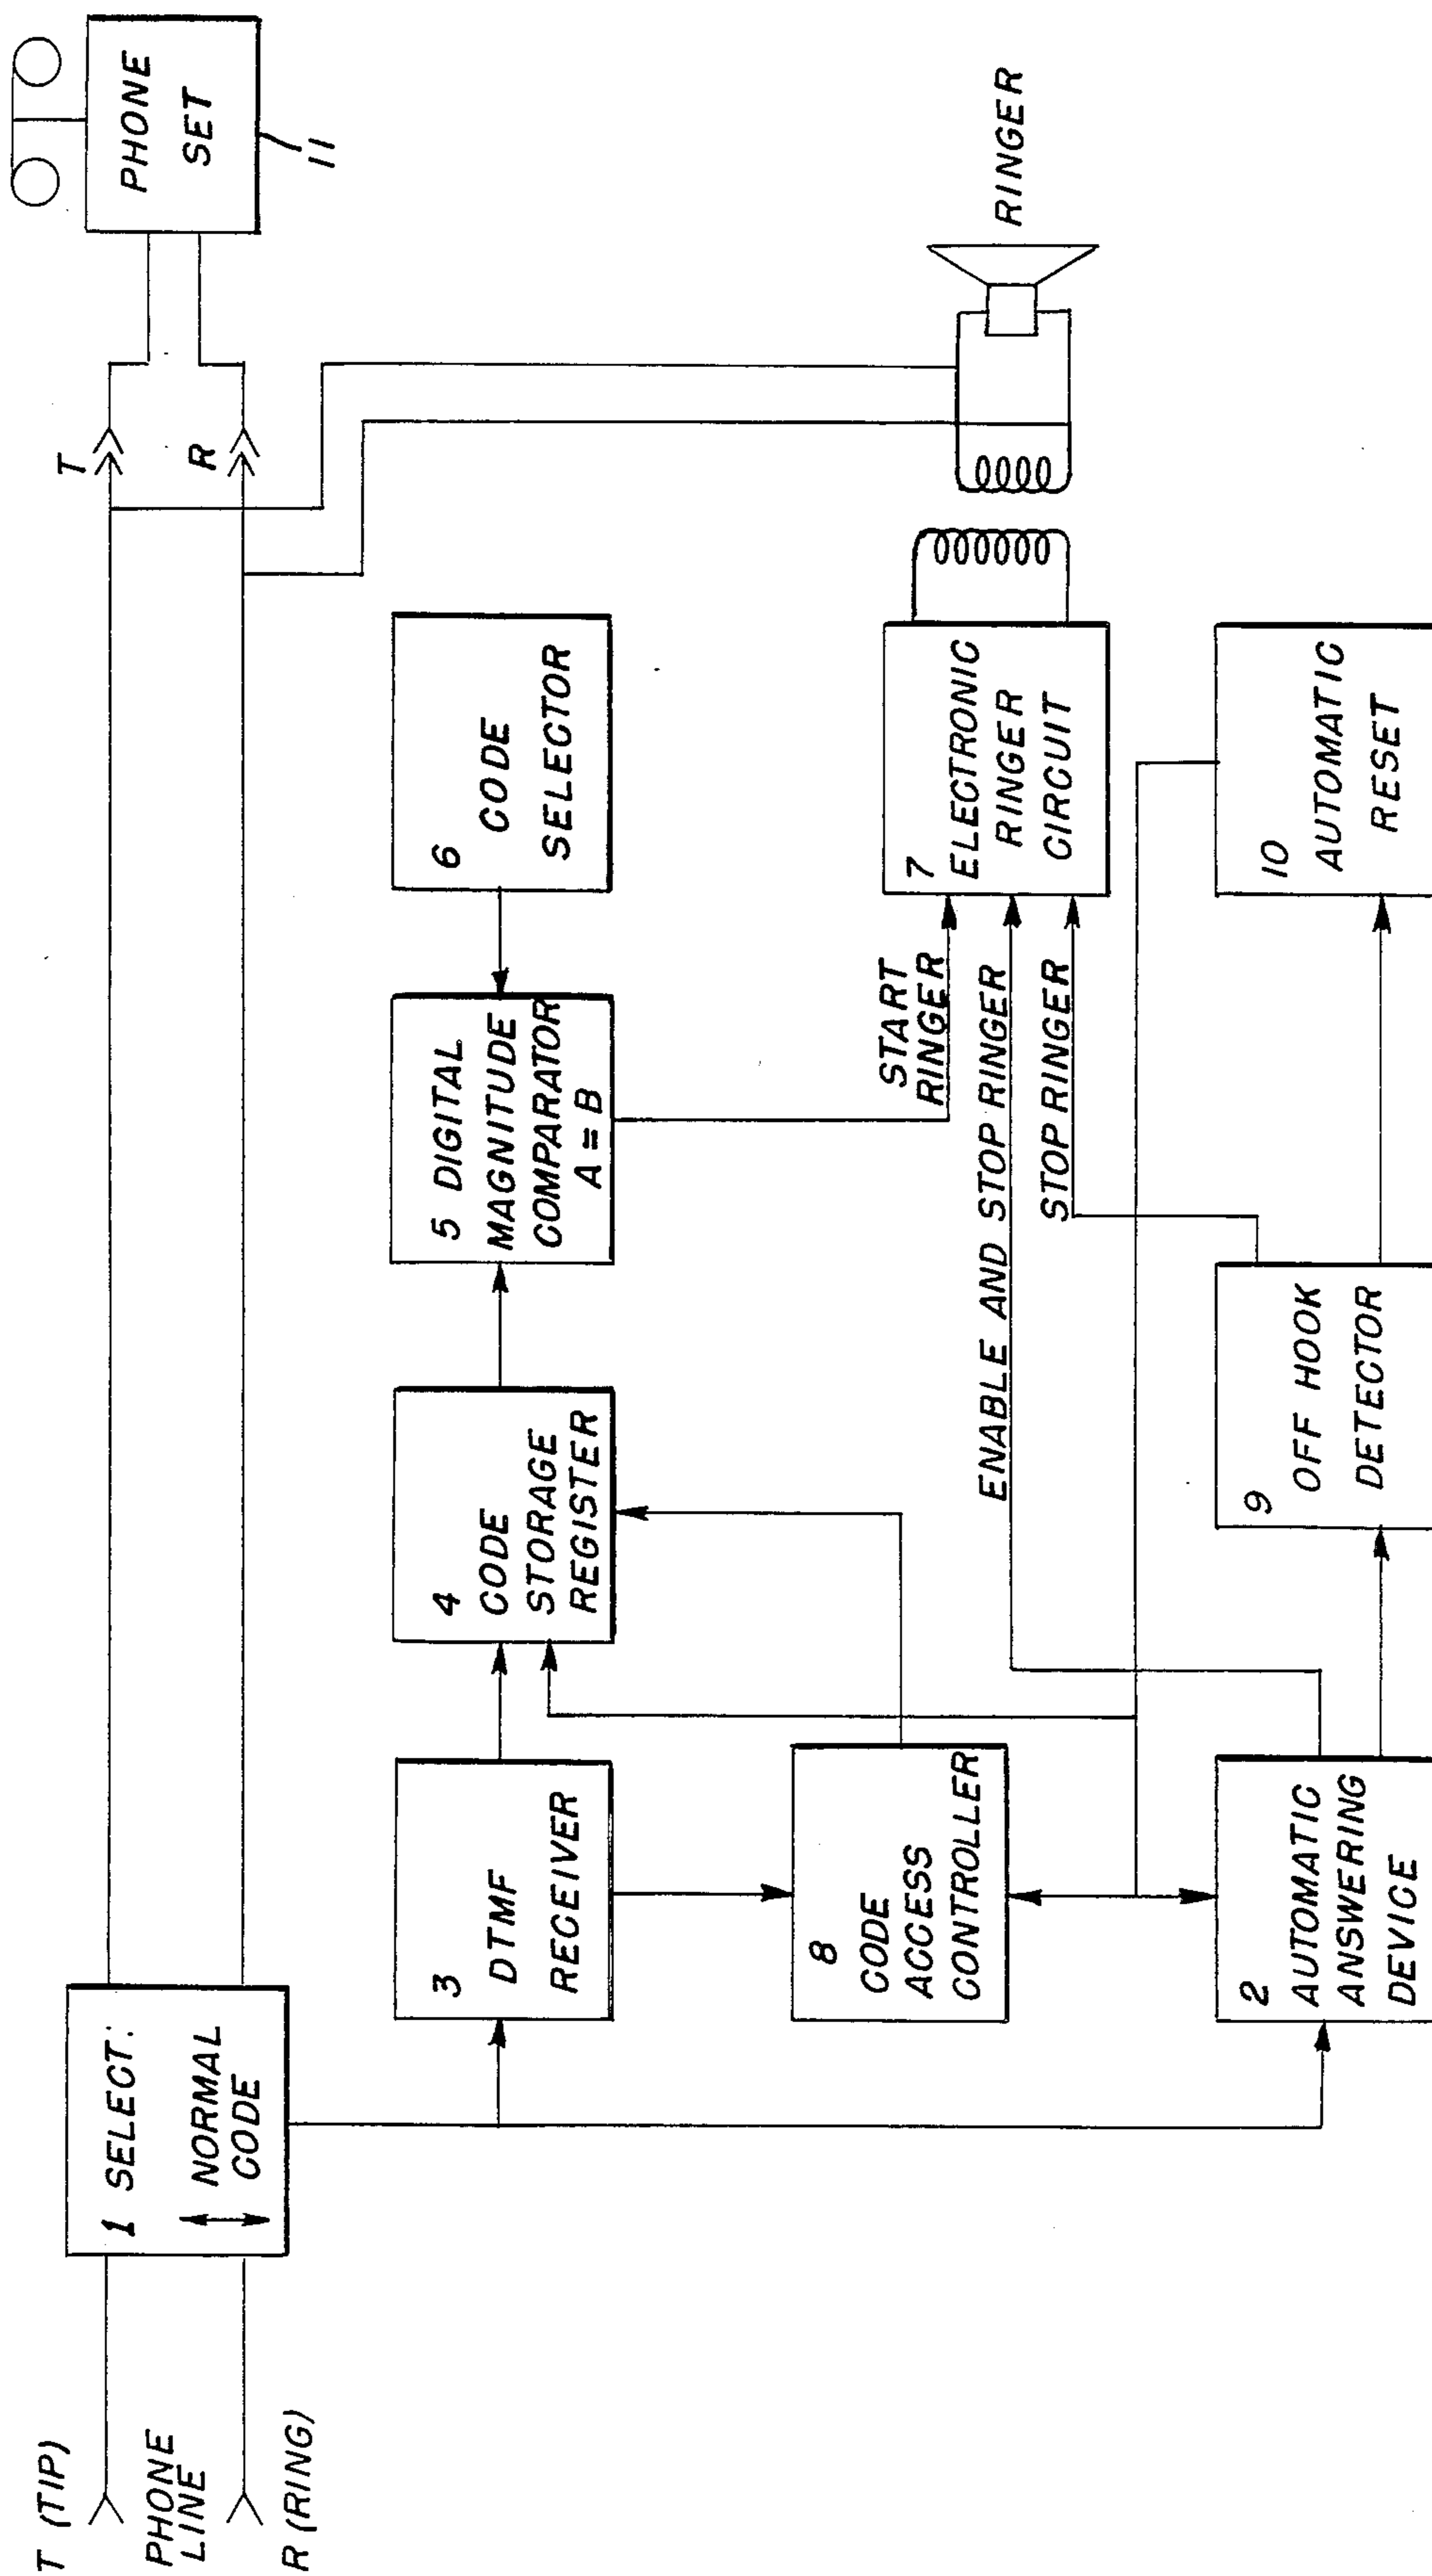 T (TIP)
PHONE
LINE
R (RING)
1 SELECT:
NORMAL
CODE
T
R
PHONE
SET
11
3
DTMF
RECEIVER
4
CODE
STORAGE
REGISTER
5 DIGITAL
MAGNITUDE
COMPARATOR
A = B
6
CODE
SELECTOR
8
CODE
ACCESS
CONTROLLER
START
RINGER
ENABLE AND STOP RINGER
STOP RINGER
7
ELECTRONIC
RINGER
CIRCUIT
RINGER
2
AUTOMATIC
ANSWERING
DEVICE
9
OFF HOOK
DETECTOR
10
AUTOMATIC
RESET